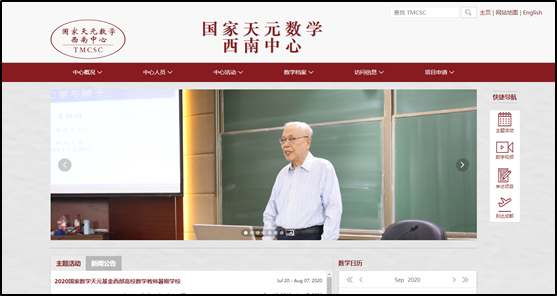 国家天元数学
西南中心
TMCSC
国家天元数学
西南中心
查找 TMCSC
主页 | 网站地图 | English
中心概况
中心人员
中心活动
数学档案
访问信息
项目申请
快捷导航
主题活动
数学视频
来访项目
到达成都
主题活动
新闻公告
2020国家数学天元基金西部高校数学教师暑期学校
Jul 20 - Aug 07, 2020
数学日历
Sep 2020